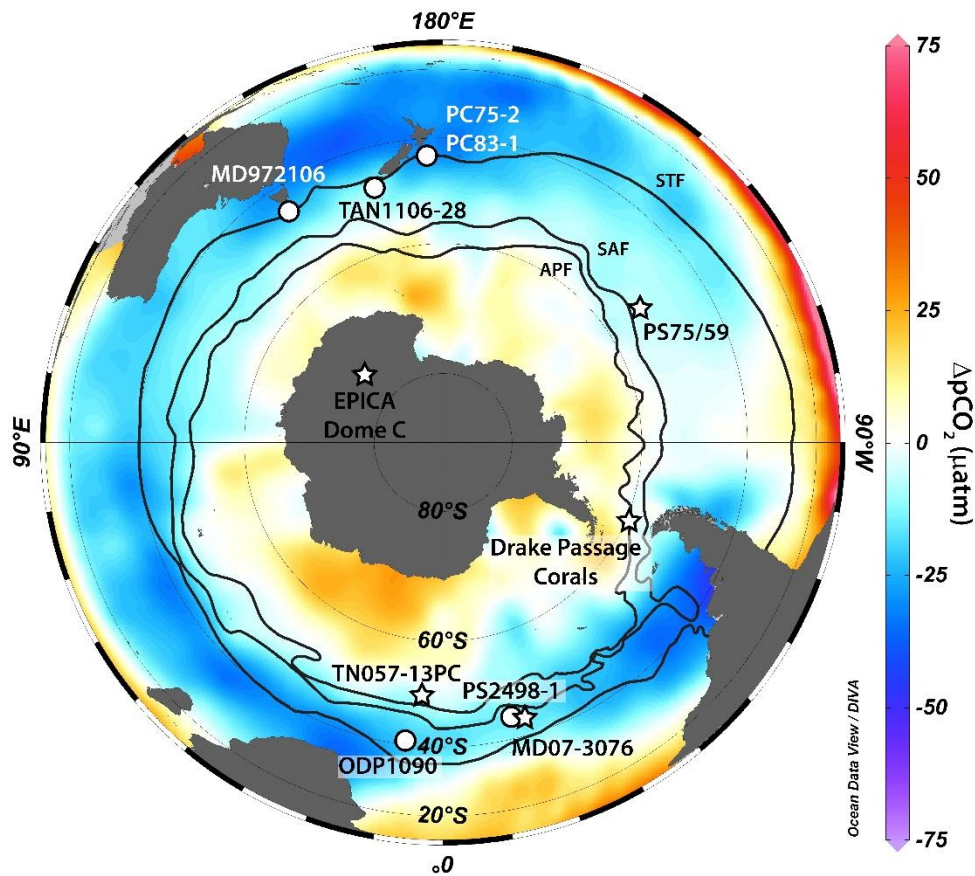 180°E
PC75-2
PC83-1
MD972106
TAN1106-28
STF
SAF
APF
PS75/59
EPICA
Dome C
90°E
90°W
80°S
Drake Passage
Corals
60°S
TN057-13PC
PS2498-1
MD07-3076
40°S
ODP1090
20°S
0°
Ocean Data View / DIVA
75
50
25
0
-25
-50
-75
ΔpCO₂ (µatm)